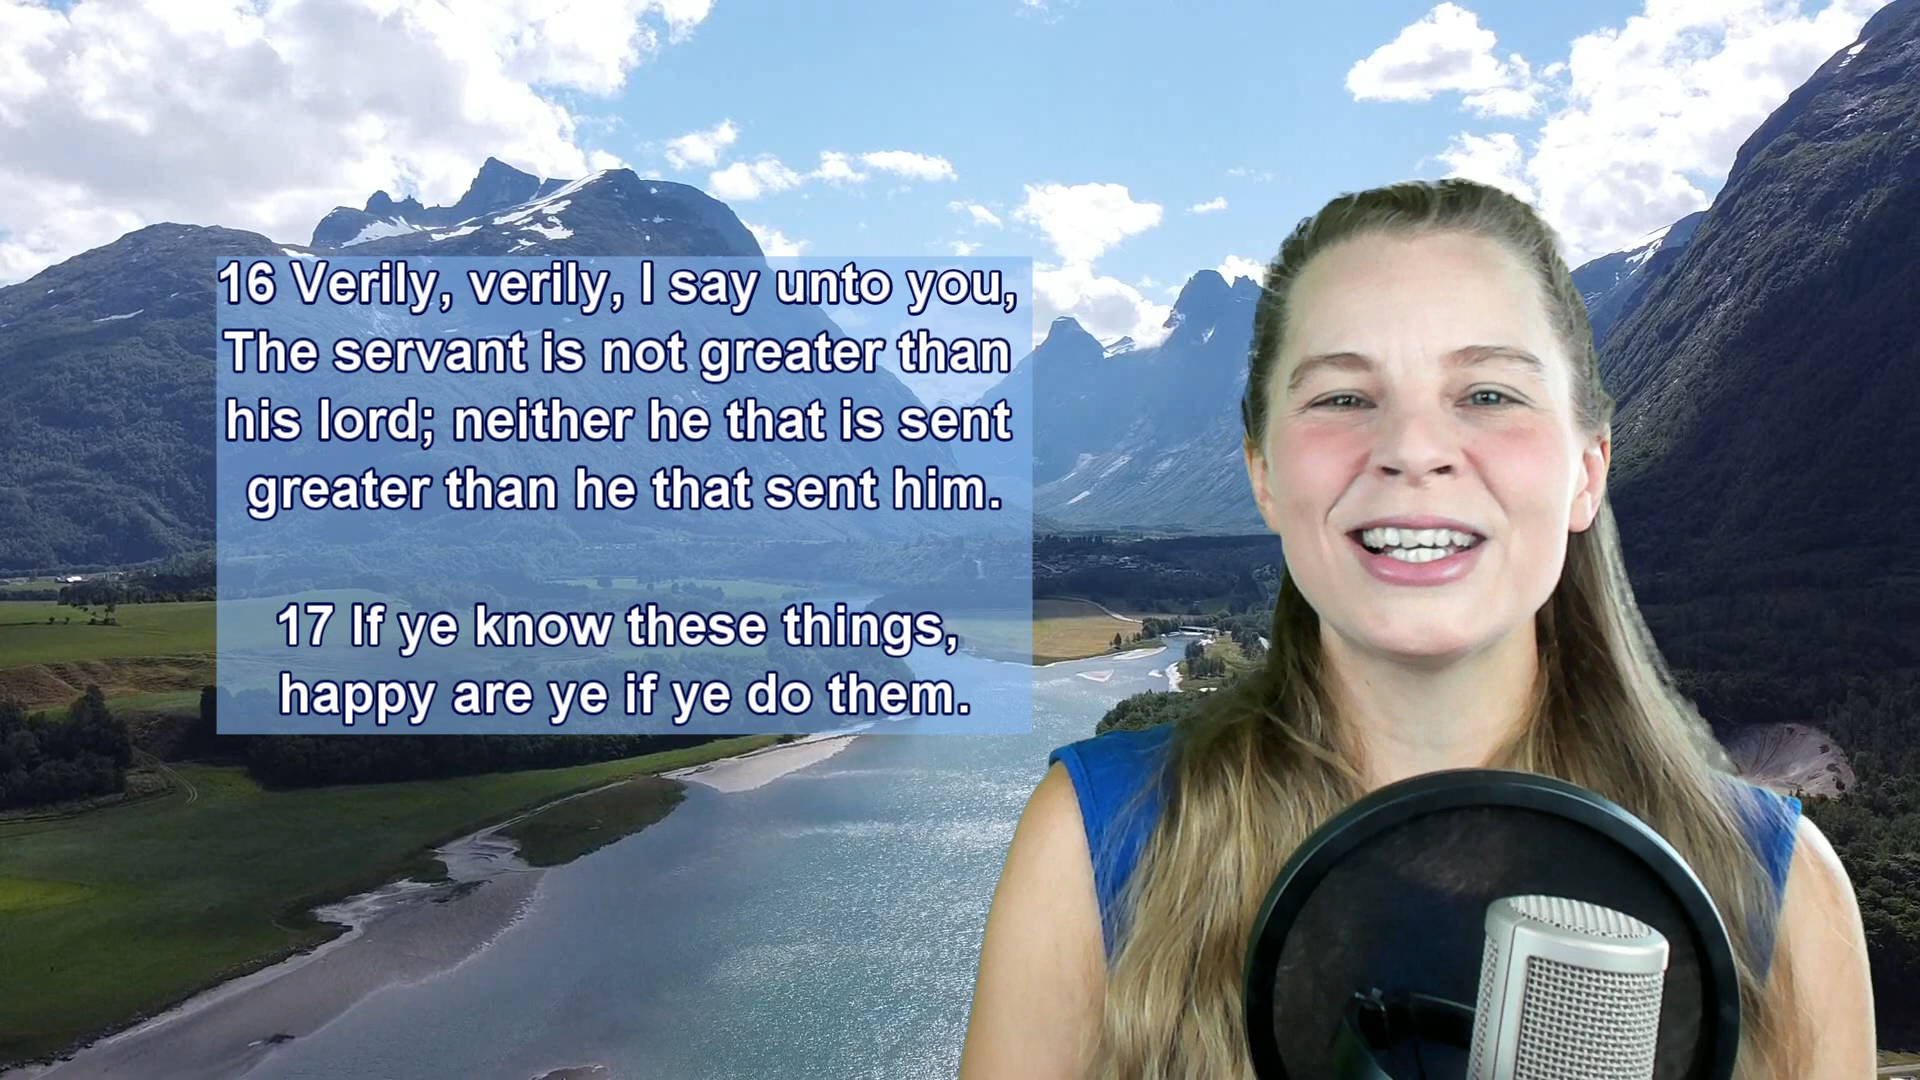 16 Verily, verily, I say unto you,
The servant is not greater than
his lord; neither he that is sent
greater than he that sent him.
17 If ye know these things,
happy are ye if ye do them.